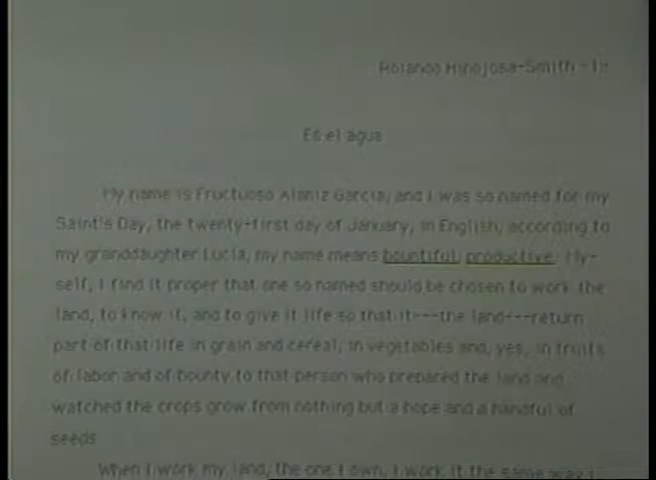 Rolando Hinojosa-Smith -1-
Es el agua
My name is Fructuoso Alaniz Garcia, and I was so named for my
Saint's Day, the twenty-first day of January; in English, according to
my granddaughter Lucia, my name means bountiful, productive. My-
self, I find it proper that one so named should be chosen to work the
land, to know it, and to give it life so that it---the land---return
part of that life in grain and cereal, in vegetables and, yes, in fruits
of labor and of bounty to that person who prepared the land and
watched the crops grow from nothing but a hope and a handful of
seeds
When I work my land, the one I own, I work it the same way I